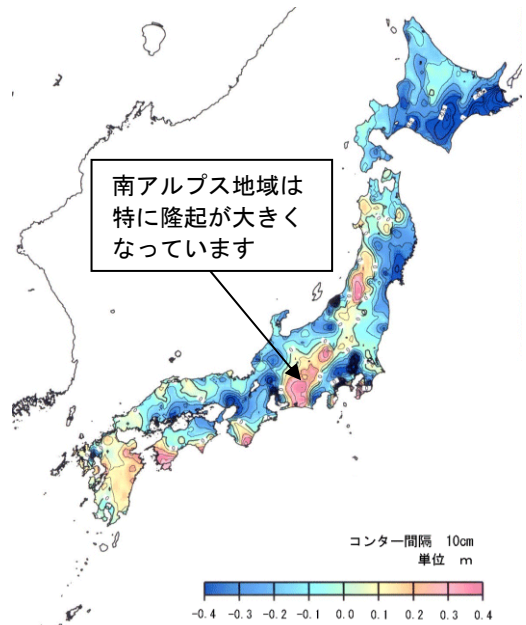 南アルプス地域は
特に隆起が大きく
なっています
コンター間隔　10cm
単位　m
-0.4 -0.3 -0.2 -0.1 0.0 0.1 0.2 0.3 0.4